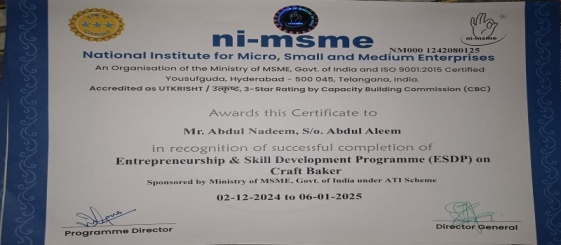 ni-msme
NM000 1242080125
ni-msme
National Institute for Micro, Small and Medium Enterprises
An Organisation of the Ministry of MSME, Govt. of India and ISO 9001:2015 Certified
Yousufguda, Hyderabad - 500 045, Telangana, India.
Accredited as UTKRISHT / उत्कृष्ट, 3-Star Rating by Capacity Building Commission (CBC)
Awards this Certificate to
Mr. Abdul Nadeem, S/o. Abdul Aleem
in recognition of successful completion of
Entrepreneurship & Skill Development Programme (ESDP) on
Craft Baker
Sponsored by Ministry of MSME, Govt. of India under ATI Scheme
02-12-2024 to 06-01-2025
Programme Director
Director General